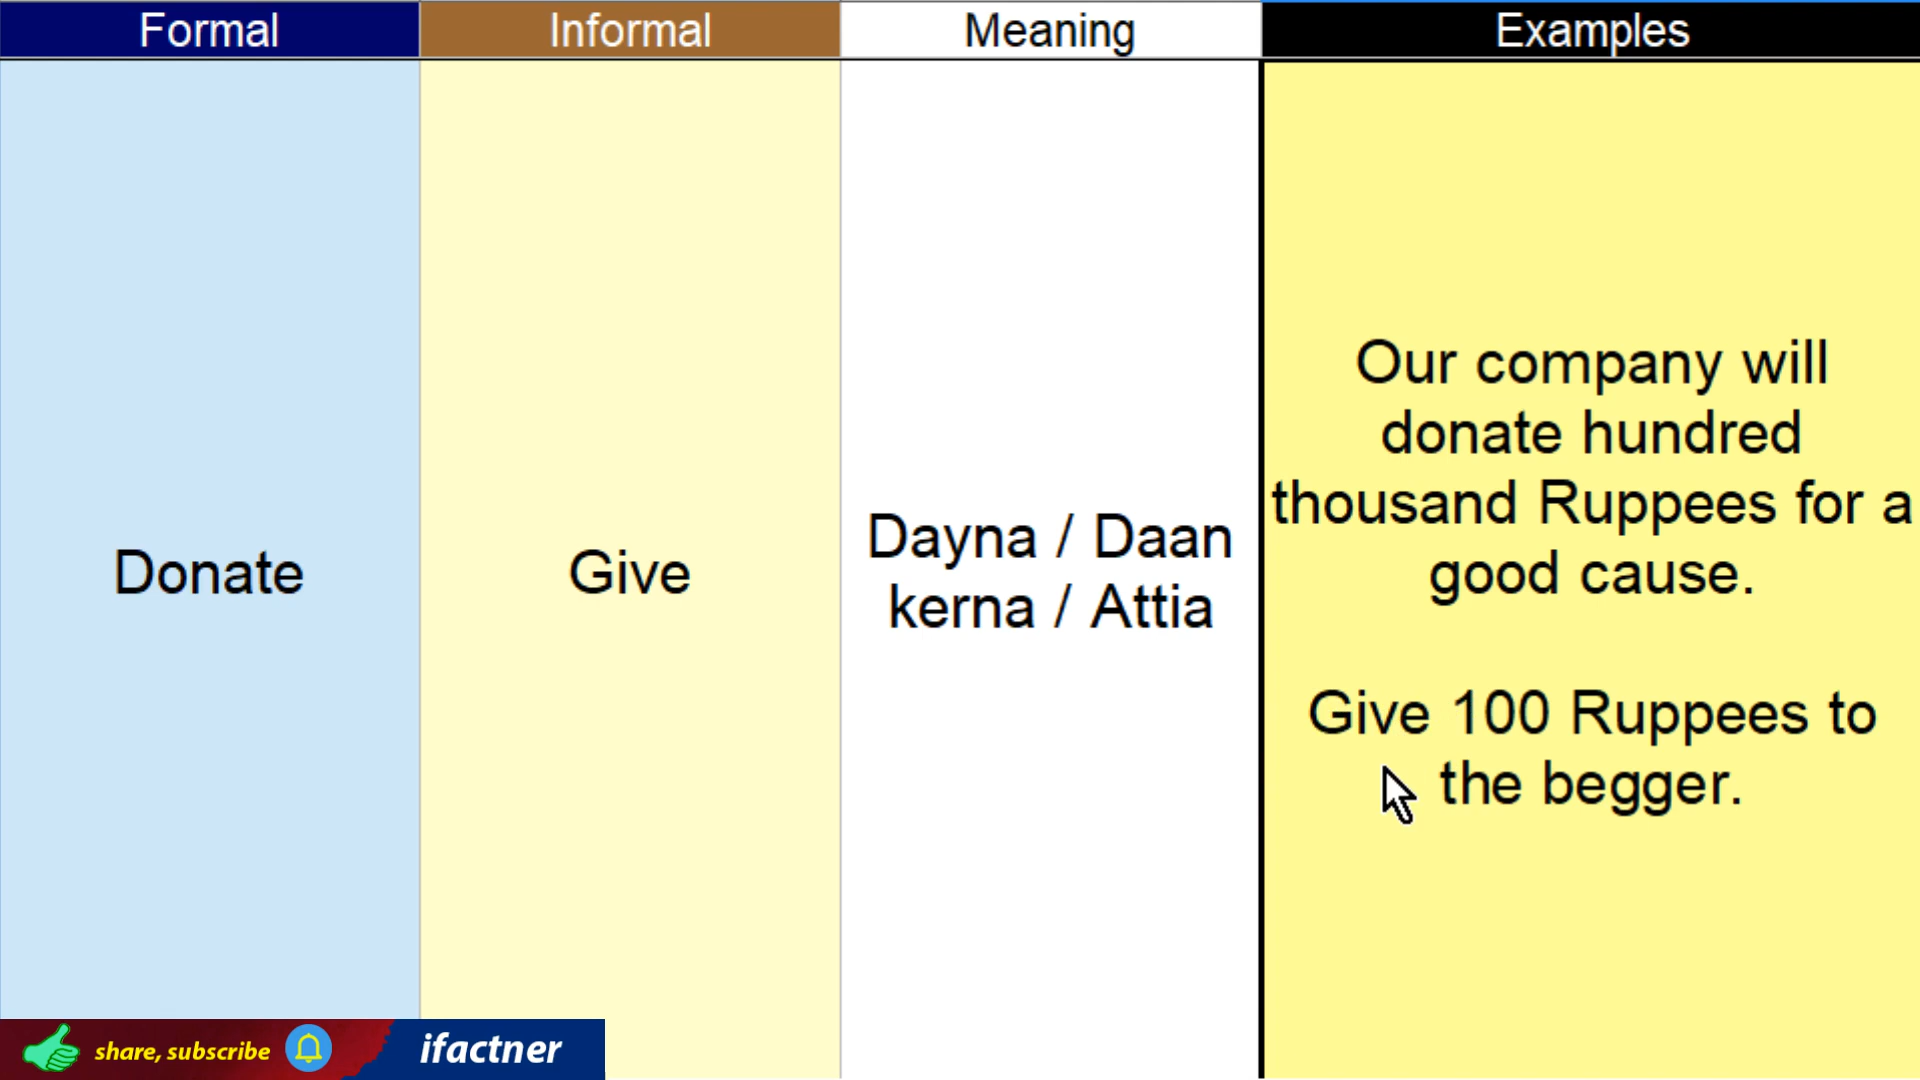 Formal
Informal
Meaning
Examples
Donate
Give
Dayna / Daan
kerna / Attia
Our company will
donate hundred
thousand Ruppees for a
good cause.
Give 100 Ruppees to
the begger.
share, subscribe
ifactner